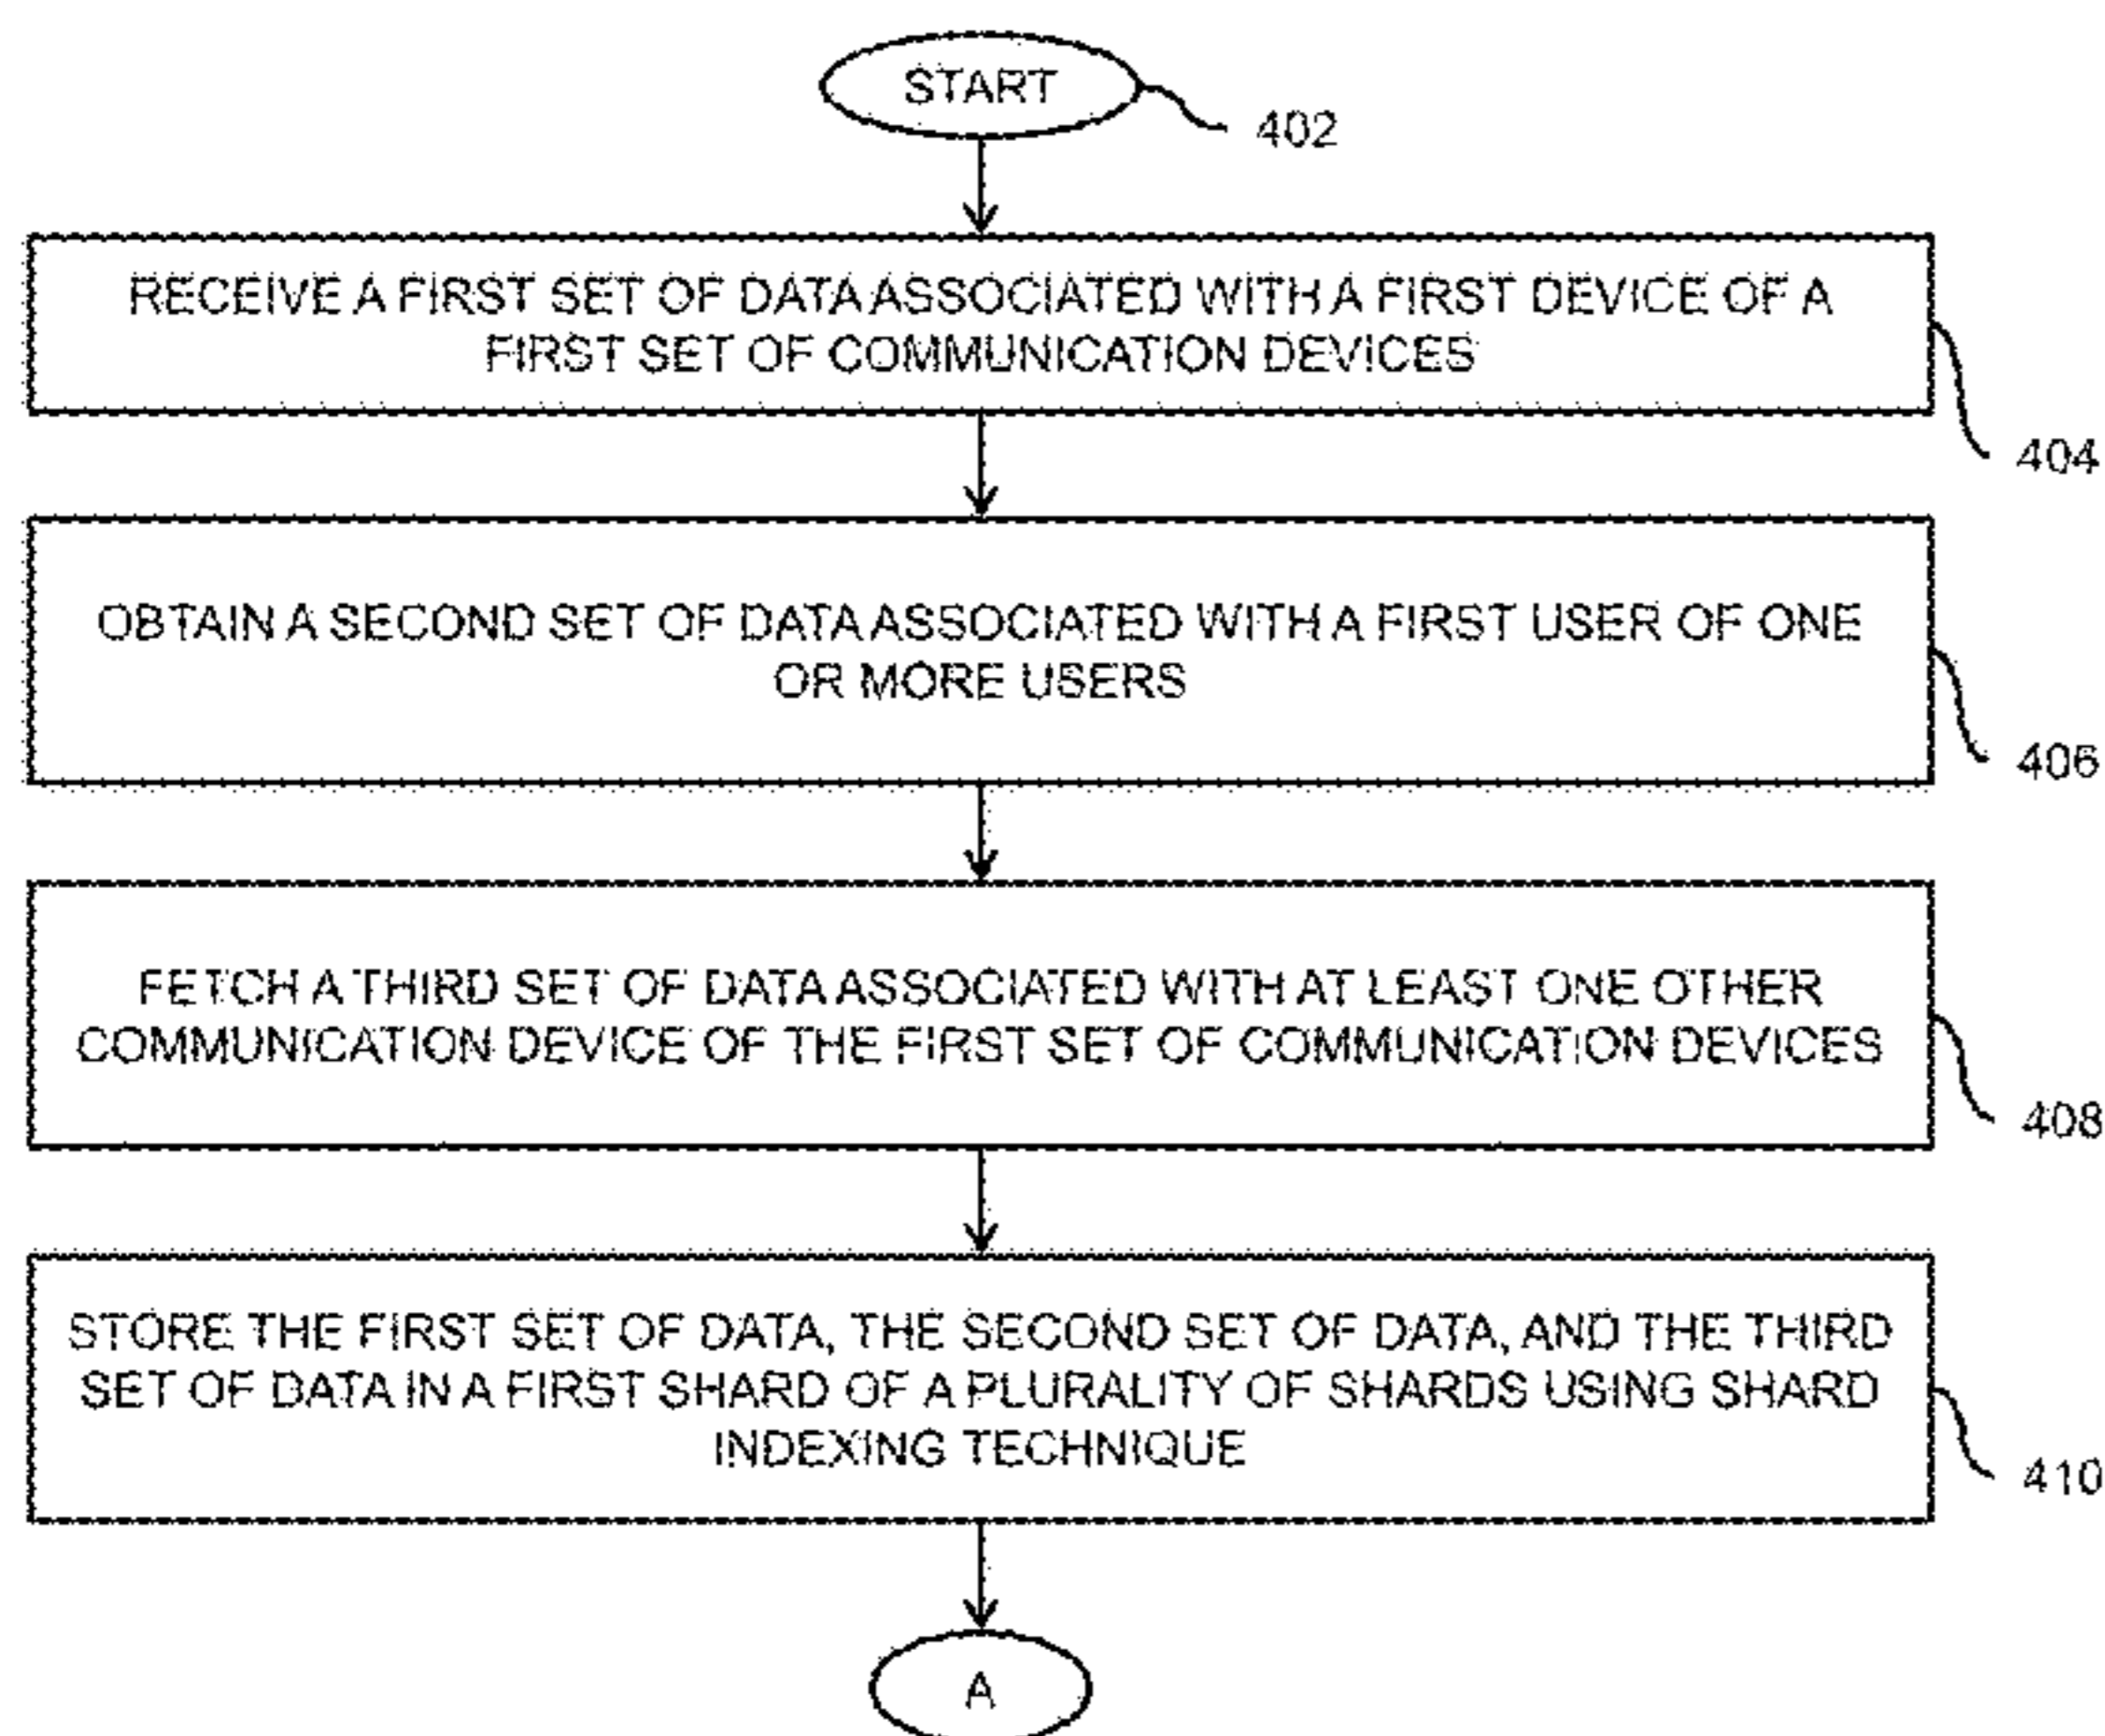 START
402
RECEIVE A FIRST SET OF DATA ASSOCIATED WITH A FIRST DEVICE OF A
FIRST SET OF COMMUNICATION DEVICES
404
OBTAIN A SECOND SET OF DATA ASSOCIATED WITH A FIRST USER OF ONE
OR MORE USERS
406
FETCH A THIRD SET OF DATA ASSOCIATED WITH AT LEAST ONE OTHER
COMMUNICATION DEVICE OF THE FIRST SET OF COMMUNICATION DEVICES
408
STORE THE FIRST SET OF DATA, THE SECOND SET OF DATA, AND THE THIRD
SET OF DATA IN A FIRST SHARD OF A PLURALITY OF SHARDS USING SHARD
INDEXING TECHNIQUE
410
A